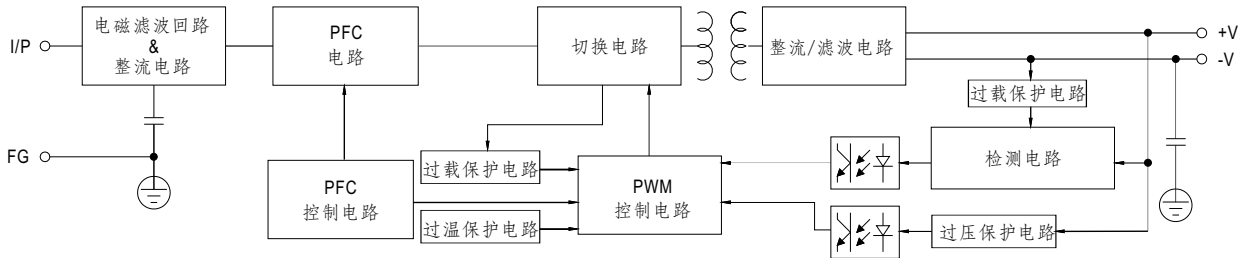 I/P
电磁滤波回路
&
整流电路
PFC
电路
切换电路
整流/滤波电路
+V
-V
过载保护电路
FG
过载保护电路
检测电路
PFC
控制电路
PWM
控制电路
过温保护电路
过压保护电路